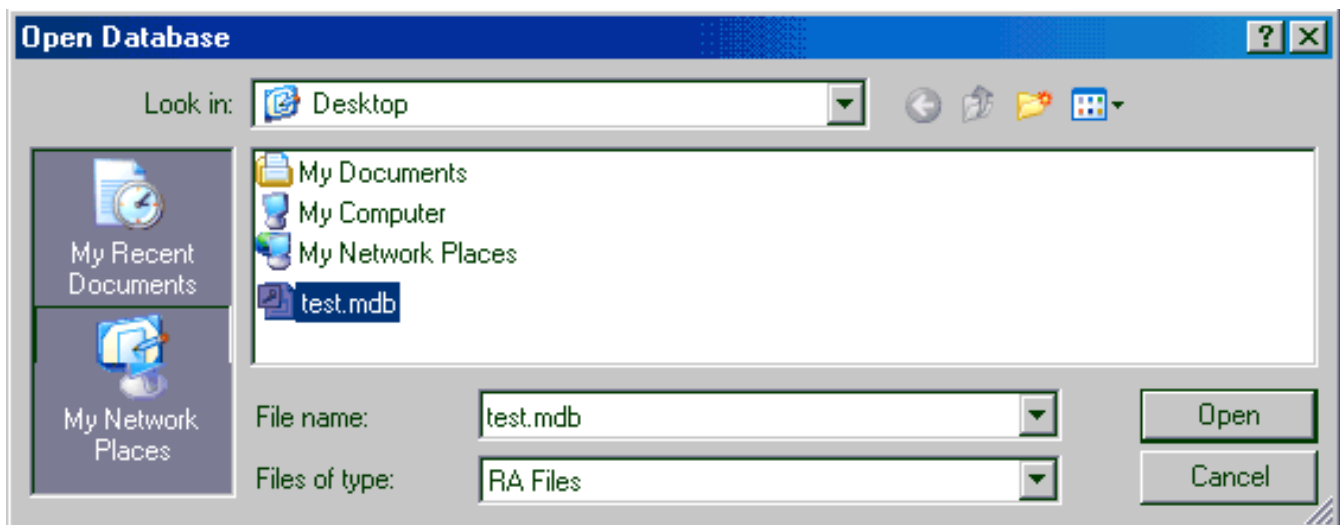 Open Database
Look in: Desktop
My Recent
Documents
My Network
Places
My Documents
My Computer
My Network Places
test.mdb
File name: test.mdb Open
Files of type: RA Files Cancel